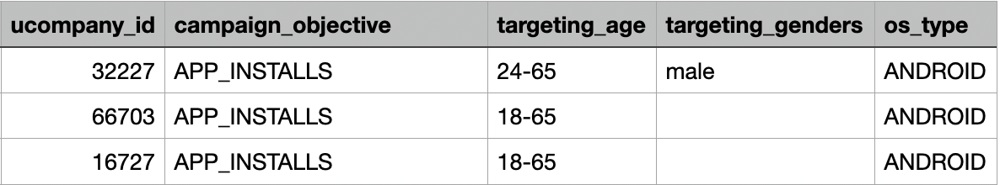 ucompany_id campaign_objective targeting_age targeting_genders os_type
32227 APP_INSTALLS 24-65 male ANDROID
66703 APP_INSTALLS 18-65 ANDROID
16727 APP_INSTALLS 18-65 ANDROID